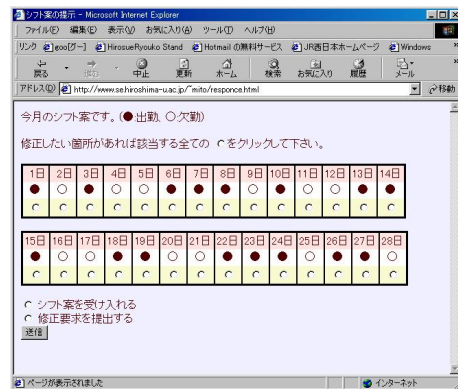 シフト案の提示 - Microsoft Internet Explorer
ファイル(F) 編集(E) 表示(V) お気に入り(A) ツール(T) ヘルプ(H)
リンク goo[グー] HirosueRyouko Stand Hotmail の無料サービス JR西日本ホームページ Windows
戻る 進む 中止 更新 ホーム 検索 お気に入り 履歴 メール
アドレス(D) http://www.se.hiroshima-u.ac.jp/~mito/responce.html 移動
今月のシフト案です。(●:出勤、○:欠勤)
修正したい箇所があれば該当する全ての ○をクリックして下さい。
1日 2日 3日 4日 5日 6日 7日 8日 9日 10日 11日 12日 13日 14日
● ○ ● ○ ○ ● ● ● ○ ● ○ ○ ● ●
15日 16日 17日 18日 19日 20日 21日 22日 23日 24日 25日 26日 27日 28日
● ○ ○ ● ● ○ ○ ● ● ● ○ ● ● ○
シフト案を受け入れる
修正要求を提出する
送信
ページが表示されました インターネット